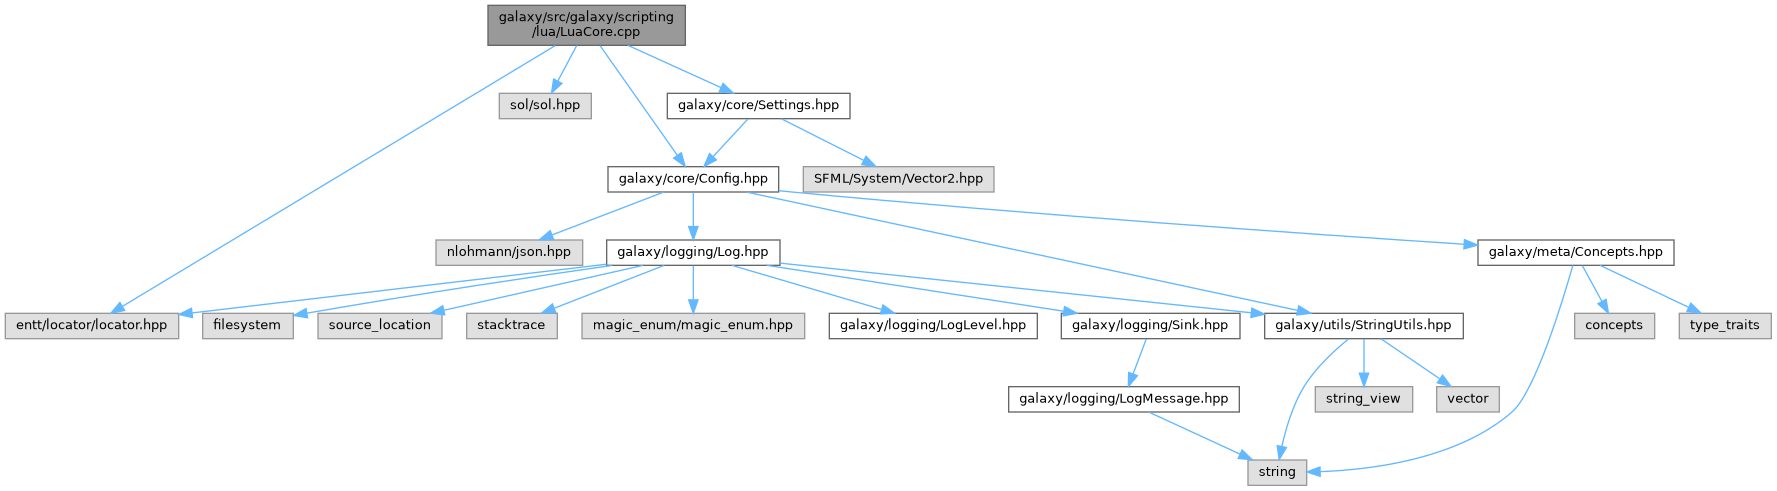 galaxy/src/galaxy/scripting
/lua/LuaCore.cpp
sol/sol.hpp
galaxy/core/Settings.hpp
galaxy/core/Config.hpp
SFML/System/Vector2.hpp
nlohmann/json.hpp
galaxy/logging/Log.hpp
galaxy/meta/Concepts.hpp
entt/locator/locator.hpp
filesystem
source_location
stacktrace
magic_enum/magic_enum.hpp
galaxy/logging/LogLevel.hpp
galaxy/logging/Sink.hpp
galaxy/utils/StringUtils.hpp
concepts
type_traits
galaxy/logging/LogMessage.hpp
string_view
vector
string